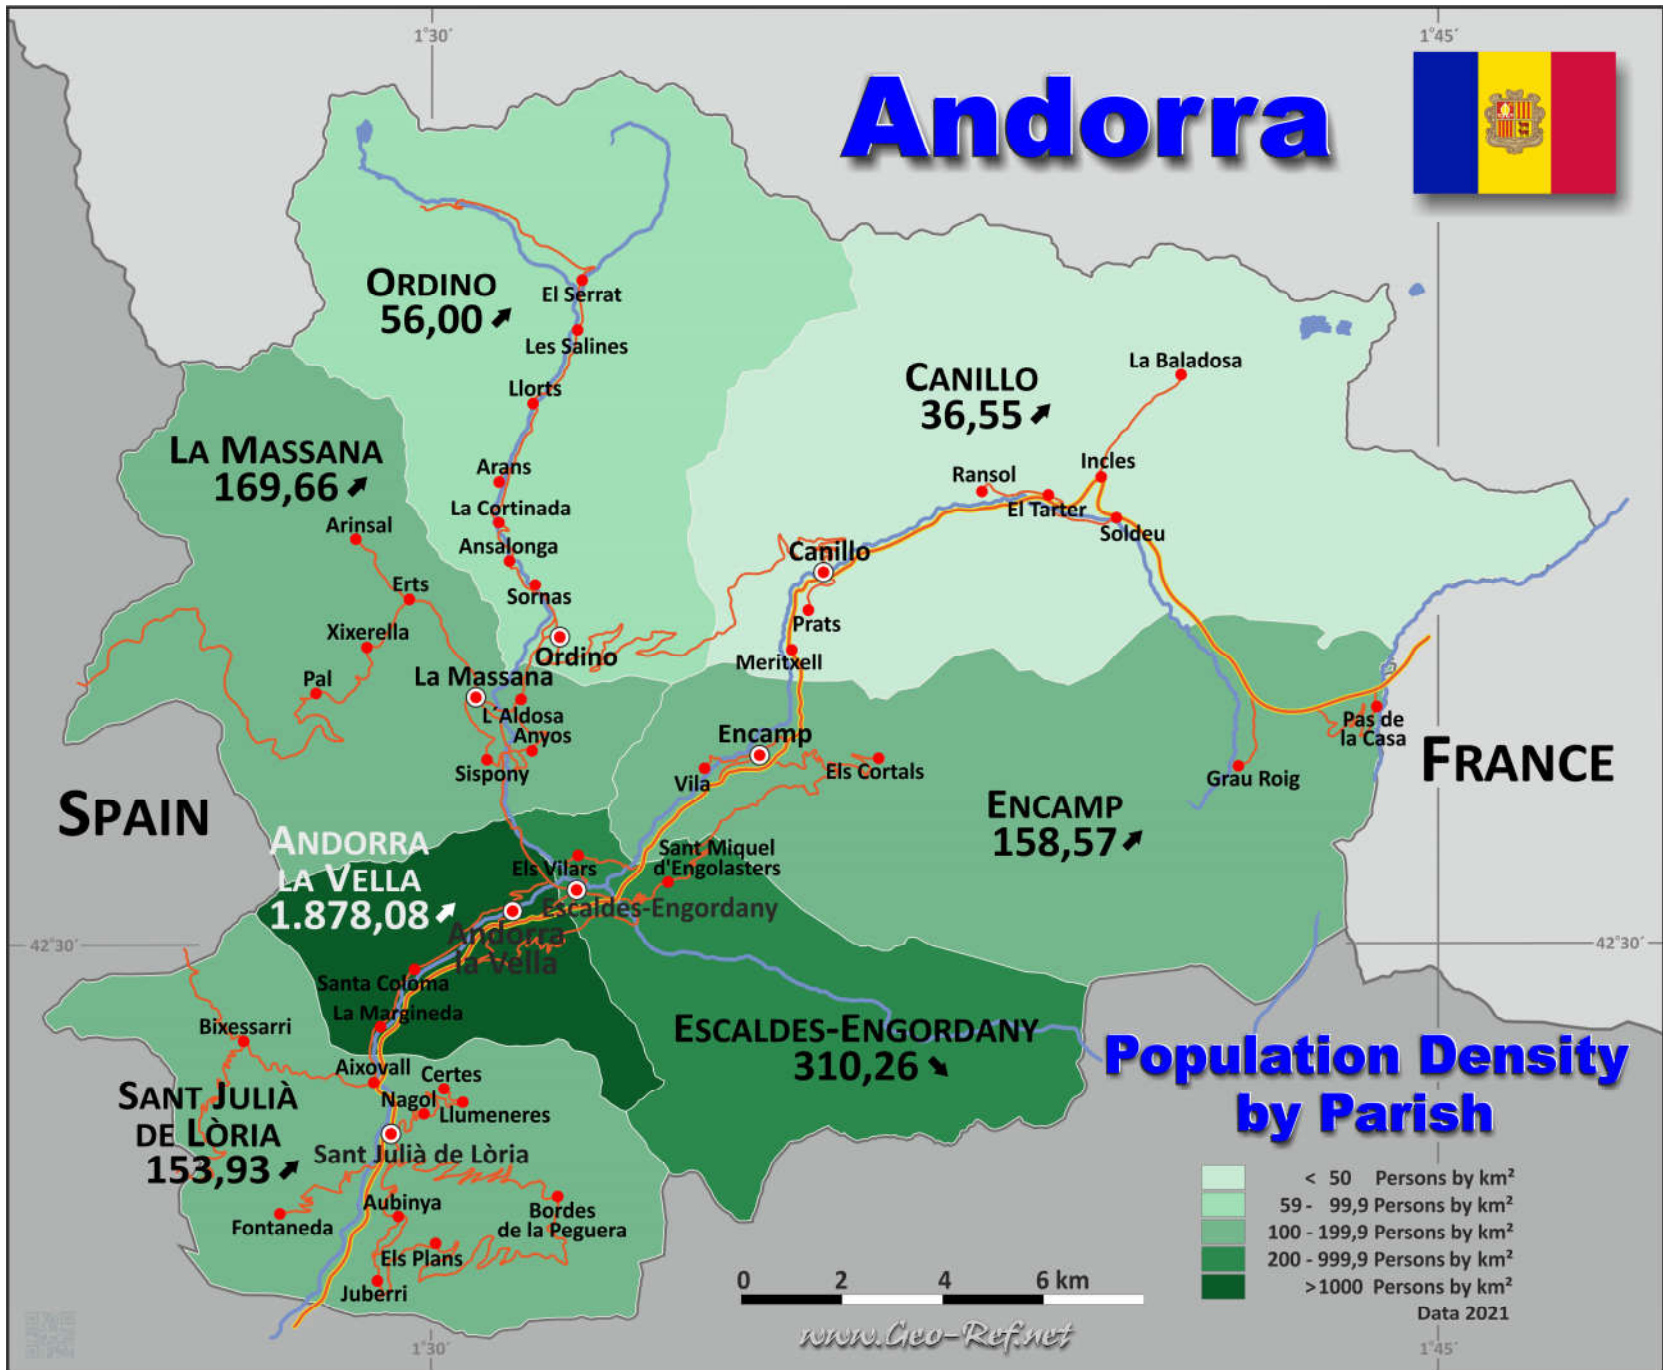 1°30´
1°45´
Andorra
ORDINO
56,00
El Serrat
Les Salines
Llorts
CANILLO
36,55
La Baladosa
LA MASSANA
169,66
Arans
La Cortinada
Ansalonga
Sornas
Ordino
Ransol
El Tarter
Incles
Soldeu
Arinsal
Erts
Xixerella
Pal
La Massana
L´Aldosa
Anyos
Sispony
Canillo
Prats
Meritxell
Encamp
Vila
Els Cortals
Pas de
la Casa
Grau Roig
FRANCE
SPAIN
ENCAMP
158,57
ANDORRA
LA VELLA
1.878,08
Els Vilars
Sant Miquel
d'Engolasters
Escaldes-Engordany
Andorra
la Vella
42°30´
42°30´
Santa Coloma
La Margineda
Bixessarri
Aixovall
Certes
Nagol
Llumeneres
ESCALDES-ENGORDANY
310,26
SANT JULIÀ
DE LÒRIA
153,93
Sant Julià de Lòria
Fontaneda
Aubinya
Bordes
de la Peguera
Els Plans
Juberri
Population Density
by Parish
< 50 Persons by km²
59 - 99,9 Persons by km²
100 - 199,9 Persons by km²
200 - 999,9 Persons by km²
>1000 Persons by km²
Data 2021
0 2 4 6 km
www.Geo-Ref.net
1°30´
1°45´